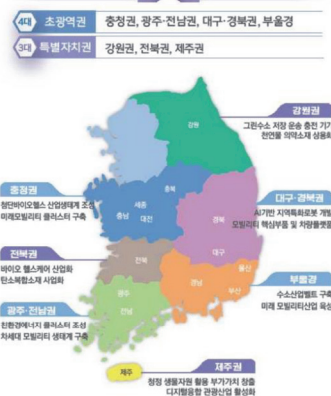 4대 초광역권 충청권, 광주·전남권, 대구·경북권, 부울경
3대 특별자치권 강원권, 전북권, 제주권
강원
강원권
그린수소 저장 운송 충전 기기
천연물 의약소재 상용화
충청권
첨단바이오헬스 산업생태계 조성
미래모빌리티 클러스터 구축
충북
세종
충남
대전
대구·경북권
AI기반 지역특화로봇 개발
모빌리티 핵심부품 및 차량플랫폼
경북
대구
전북권
바이오 헬스케어 산업화
탄소복합소재 사업화
전북
울산
경남
부산
부울경
수소산업벨트 구축
미래 모빌리티산업 육성
광주·전남권
친환경에너지 클러스터 조성
차세대 모빌리티 생태계 구축
광주
전남
제주
제주권
청정 생물자원 활용 부가가치 창출
디지털융합 관광산업 활성화